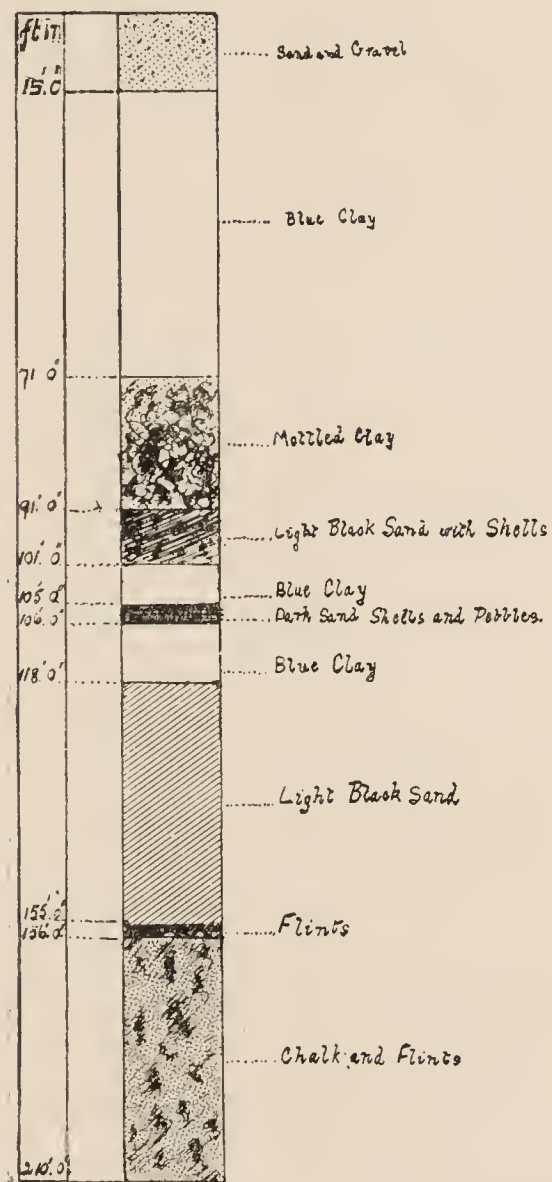 ft in
Sand and Gravel
15' 0"
Blue Clay
71' 0"
Mottled Clay
91' 0"
Light Black Sand with Shells
101' 0"
Blue Clay
105' 0"
Dark Sand Shells and Pebbles.
106' 0"
Blue Clay
118' 0"
Light Black Sand
155' 2"
Flints
156' 0"
Chalk and Flints
210' 0"